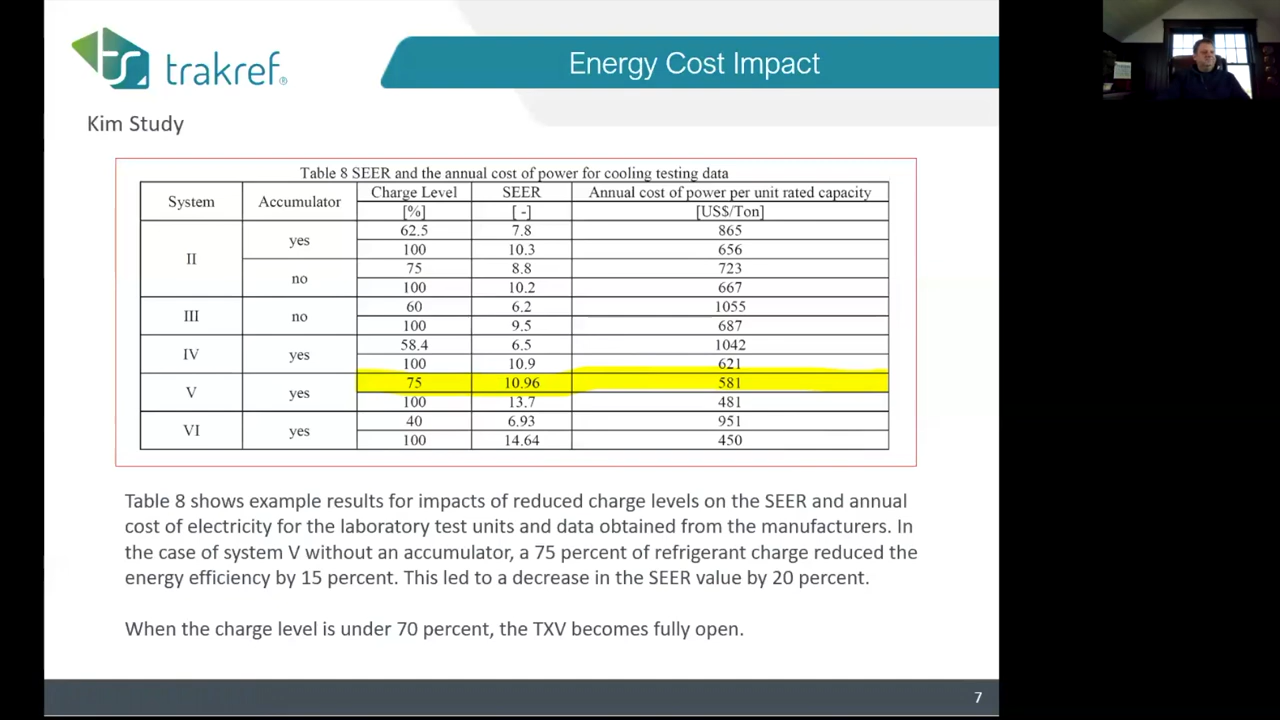 trakref®
Energy Cost Impact
Kim Study
Table 8 SEER and the annual cost of power for cooling testing data
System Accumulator Charge Level SEER Annual cost of power per unit rated capacity
[%] [ -] [US$/Ton]
II yes 62.5 7.8 865
100 10.3 656
no 75 8.8 723
100 10.2 667
III no 60 6.2 1055
100 9.5 687
IV yes 58.4 6.5 1042
100 10.9 621
V yes 75 10.96 581
100 13.7 481
VI yes 40 6.93 951
100 14.64 450
Table 8 shows example results for impacts of reduced charge levels on the SEER and annual
cost of electricity for the laboratory test units and data obtained from the manufacturers. In
the case of system V without an accumulator, a 75 percent of refrigerant charge reduced the
energy efficiency by 15 percent. This led to a decrease in the SEER value by 20 percent.
When the charge level is under 70 percent, the TXV becomes fully open.
7